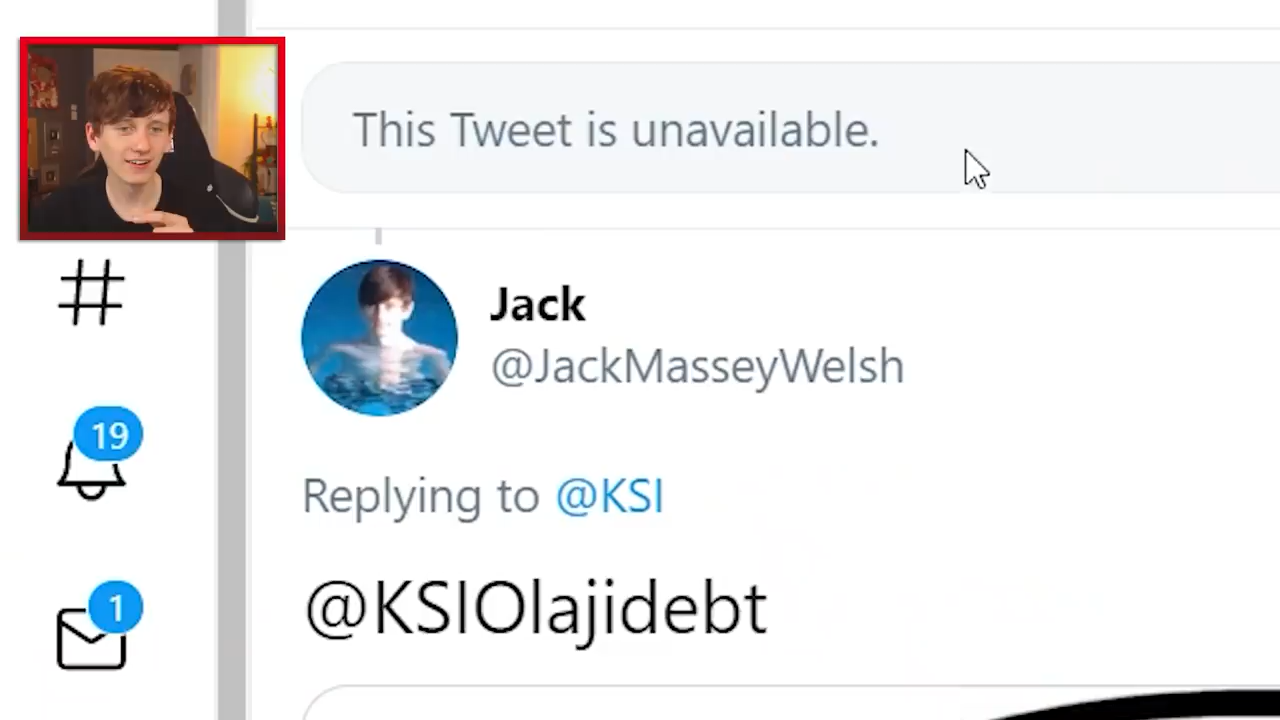 This Tweet is unavailable.
Jack
@JackMasseyWelsh
19
Replying to @KSI
@KSIOlajidebt
1